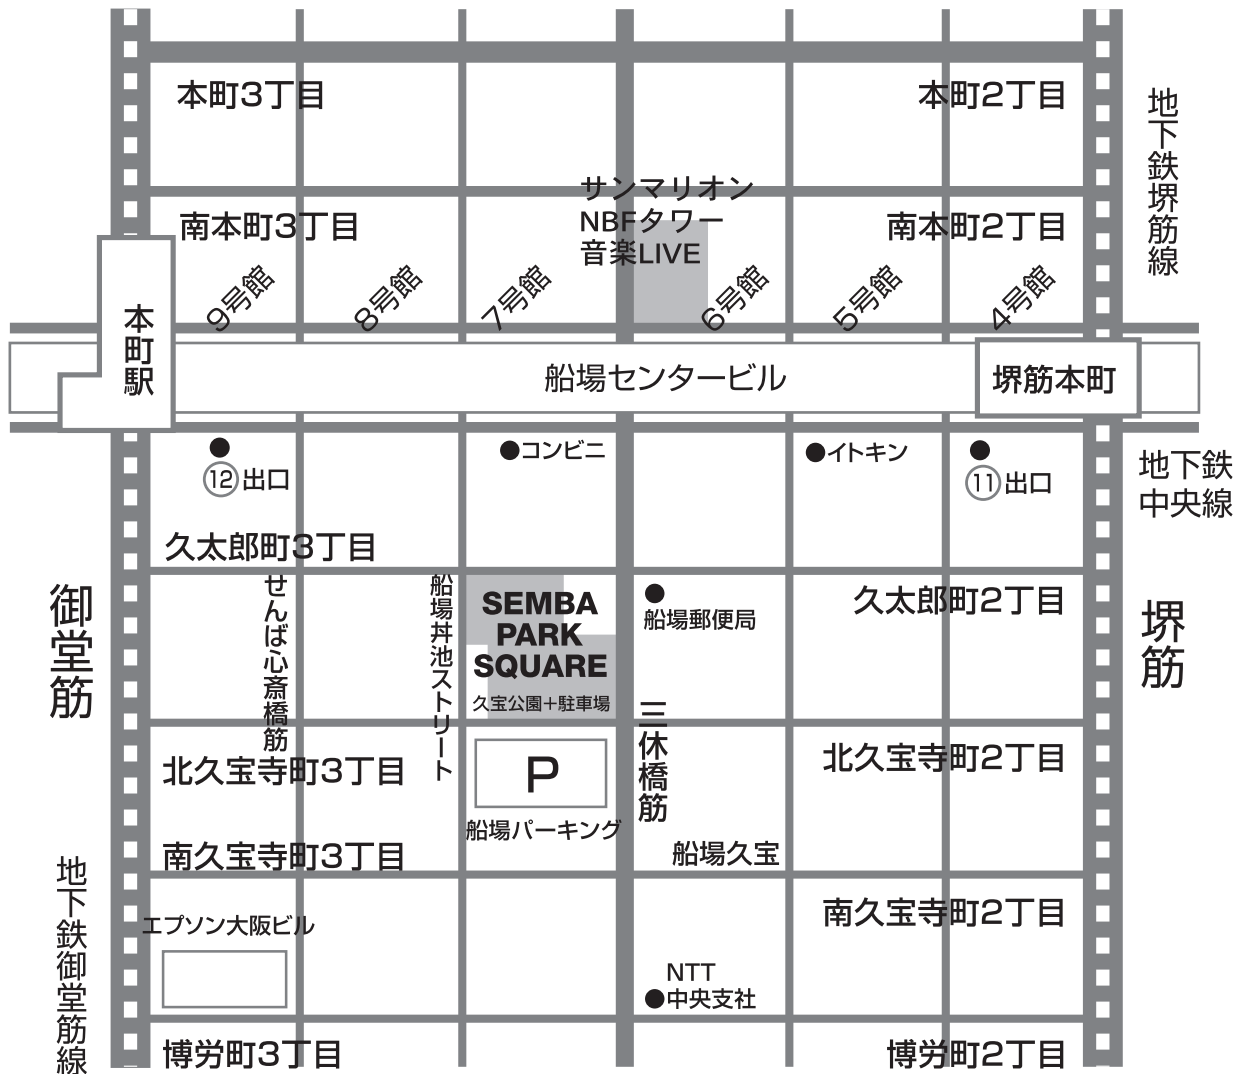 本町3丁目
本町2丁目
地下鉄堺筋線
サンマリオン
NBFタワー
音楽LIVE
南本町3丁目
南本町2丁目
9号館
8号館
7号館
6号館
5号館
4号館
本町駅
船場センタービル
堺筋本町
コンビニ
イトキン
12出口
11出口
地下鉄
中央線
久太郎町3丁目
久太郎町2丁目
御堂筋
せんば心斎橋筋
船場丼池ストリート
SEMBA
PARK
SQUARE
久宝公園+駐車場
船場郵便局
堺筋
三休橋筋
北久宝寺町3丁目
P
北久宝寺町2丁目
船場パーキング
南久宝寺町3丁目
船場久宝
地下鉄御堂筋線
エプソン大阪ビル
南久宝寺町2丁目
NTT
中央支社
博労町3丁目
博労町2丁目